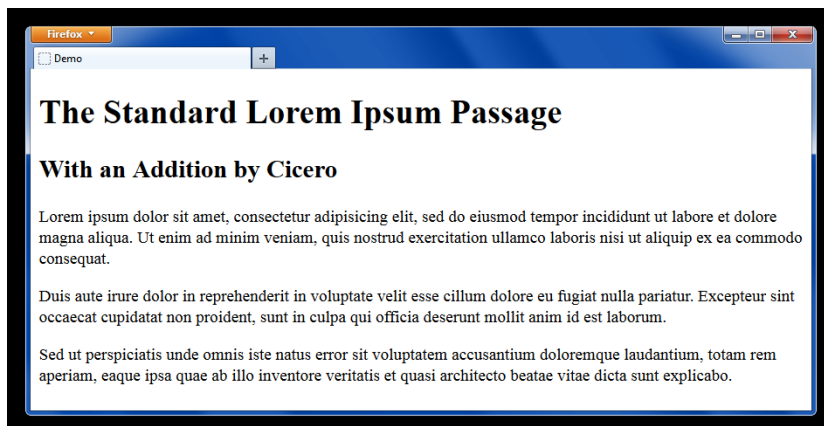 Firefox
Demo
The Standard Lorem Ipsum Passage
With an Addition by Cicero
Lorem ipsum dolor sit amet, consectetur adipisicing elit, sed do eiusmod tempor incididunt ut labore et dolore
magna aliqua. Ut enim ad minim veniam, quis nostrud exercitation ullamco laboris nisi ut aliquip ex ea commodo
consequat.
Duis aute irure dolor in reprehenderit in voluptate velit esse cillum dolore eu fugiat nulla pariatur. Excepteur sint
occaecat cupidatat non proident, sunt in culpa qui officia deserunt mollit anim id est laborum.
Sed ut perspiciatis unde omnis iste natus error sit voluptatem accusantium doloremque laudantium, totam rem
aperiam, eaque ipsa quae ab illo inventore veritatis et quasi architecto beatae vitae dicta sunt explicabo.